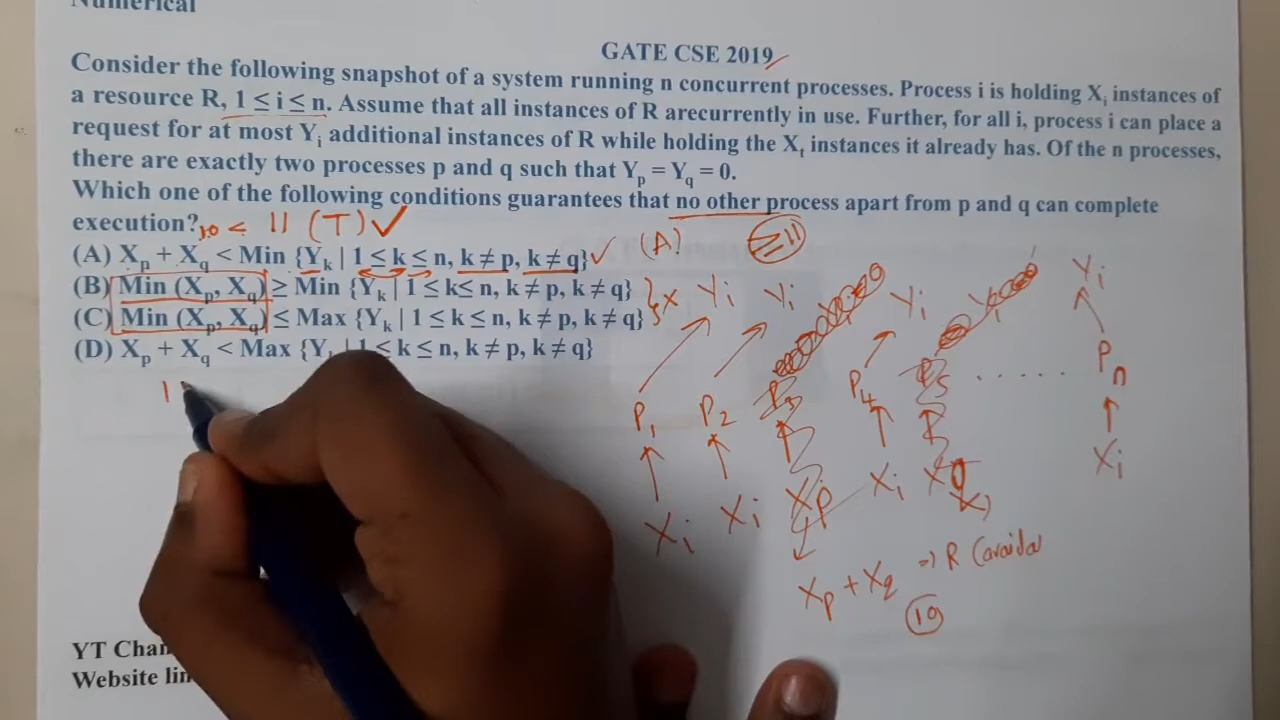 Numerical
GATE CSE 2019
Consider the following snapshot of a system running n concurrent processes. Process i is holding Xi instances of
a resource R, 1 ≤ i ≤ n. Assume that all instances of R arecurrently in use. Further, for all i, process i can place a
request for at most Yi additional instances of R while holding the Xt instances it already has. Of the n processes,
there are exactly two processes p and q such that Yp = Yq = 0.
Which one of the following conditions guarantees that no other process apart from p and q can complete
execution? 10 < 11 (T) ✓
(A) Xp + Xq < Min {Yk | 1 ≤ k ≤ n, k ≠ p, k ≠ q} ✓ (A) ≥11
(B) Min (Xp, Xq) ≥ Min {Yk | 1 ≤ k≤ n, k ≠ p, k ≠ q} } x
(C) Min (Xp, Xq) ≤ Max {Yk | 1 ≤ k ≤ n, k ≠ p, k ≠ q}
(D) Xp + Xq < Max {Y | 1 ≤ k ≤ n, k ≠ p, k ≠ q}
Yi Yi Yi Yi
P1 P2 P3 P4 P5 ..... Pn
Xi Xi Xp Xi Xq Xi
Xp + Xq => R
10
YT Chan
Website lin